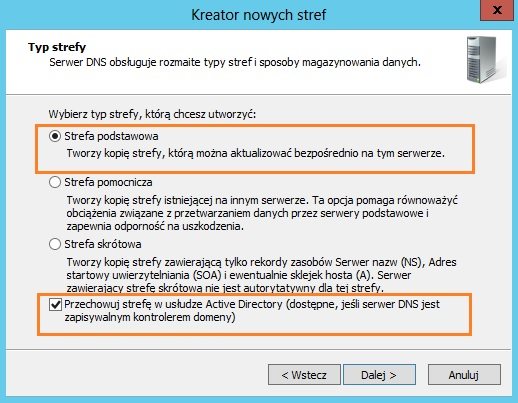 Kreator nowych stref
x
Typ strefy
Serwer DNS obsługuje rozmaite typy stref i sposoby magazynowania danych.
Wybierz typ strefy, którą chcesz utworzyć:
Strefa podstawowa
Tworzy kopię strefy, którą można aktualizować bezpośrednio na tym serwerze.
Strefa pomocnicza
Tworzy kopię strefy istniejącej na innym serwerze. Ta opcja pomaga równoważyć
obciążenia związane z przetwarzaniem danych przez serwery podstawowe i
zapewnia odporność na uszkodzenia.
Strefa skrótowa
Tworzy kopię strefy zawierającą tylko rekordy zasobów Serwer nazw (NS), Adres
startowy uwierzytelniania (SOA) i ewentualnie sklejek hosta (A). Serwer
zawierający strefę skrótową nie jest autorytatywny dla tej strefy.
Przechowuj strefę w usłudze Active Directory (dostępne, jeśli serwer DNS jest
zapisywalnym kontrolerem domeny)
< Wstecz
Dalej >
Anuluj